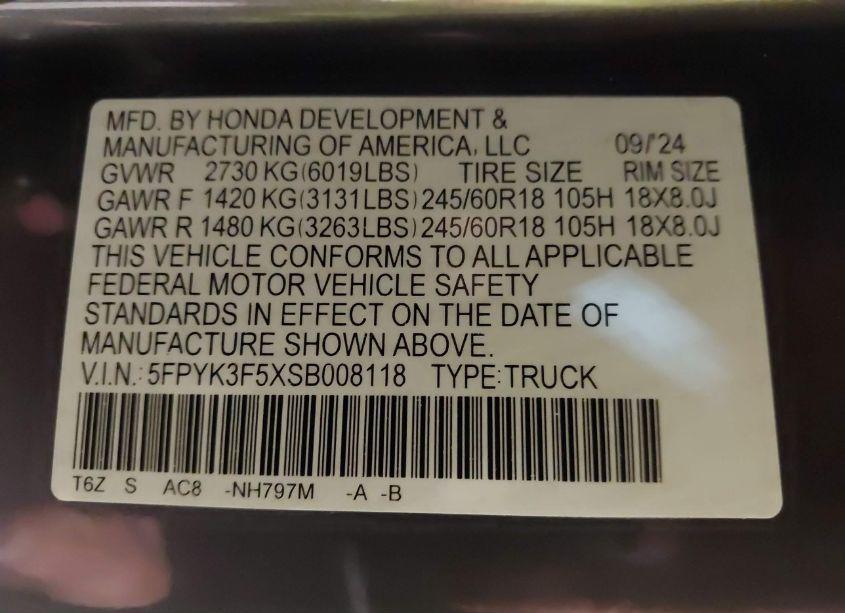 MFD. BY HONDA DEVELOPMENT &
MANUFACTURING OF AMERICA, LLC 09/'24
GVWR 2730 KG(6019LBS) TIRE SIZE RIM SIZE
GAWR F 1420 KG(3131LBS) 245/60R18 105H 18X8.0J
GAWR R 1480 KG(3263LBS) 245/60R18 105H 18X8.0J
THIS VEHICLE CONFORMS TO ALL APPLICABLE
FEDERAL MOTOR VEHICLE SAFETY
STANDARDS IN EFFECT ON THE DATE OF
MANUFACTURE SHOWN ABOVE.
V.I.N.: 5FPYK3F5XSB008118 TYPE: TRUCK
T6Z S AC8 -NH797M -A -B